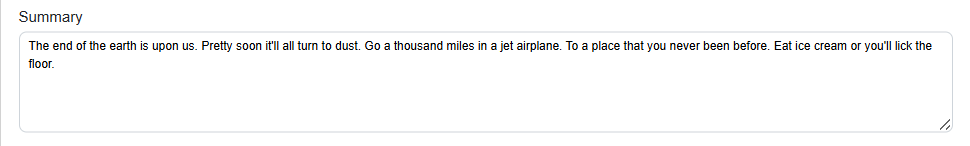 Summary
The end of the earth is upon us. Pretty soon it'll all turn to dust. Go a thousand miles in a jet airplane. To a place that you never been before. Eat ice cream or you'll lick the
floor.